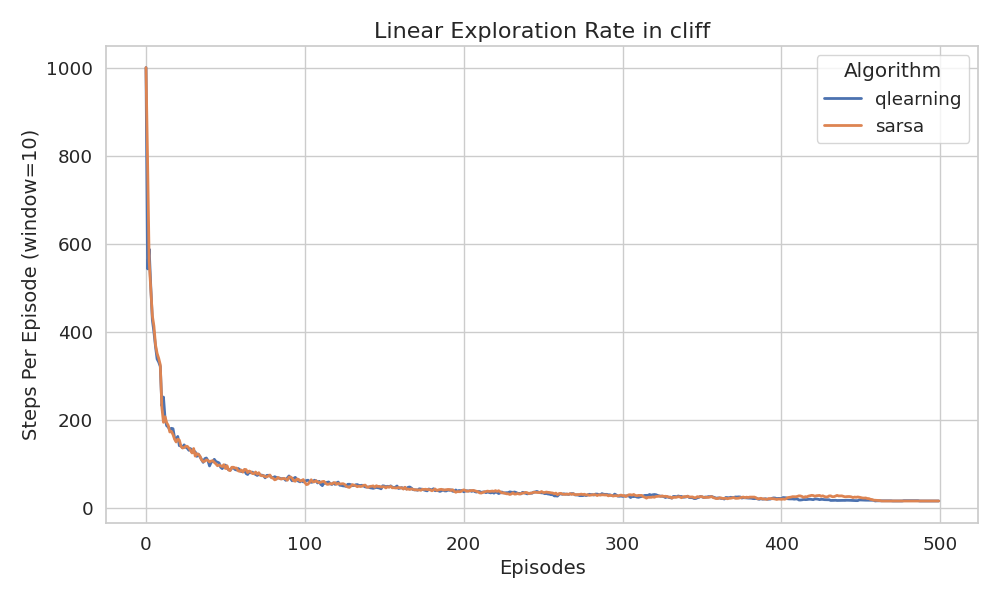 Linear Exploration Rate in cliff
Steps Per Episode (window=10)
1000
800
600
400
200
0
0
100
200
300
400
500
Episodes
Algorithm
qlearning
sarsa